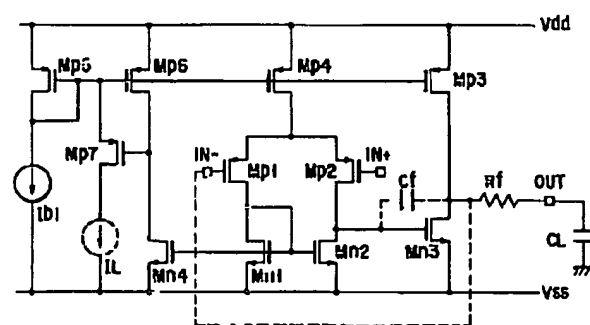 Vdd
Mp5 Mp6 Mp4 Mp3
Mp7 IN- Mp1 Mp2 IN+ Cf Rf OUT
Ib1 CL
IL Mn4 Mn1 Mn2 Mn3
Vss